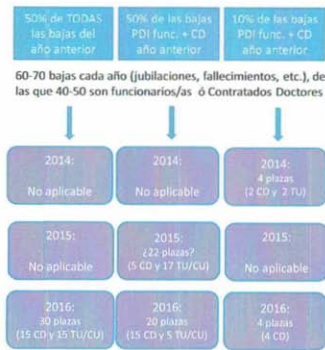 50% de TODAS
las bajas del
año anterior
50% de las bajas
PDI func. + CD
año anterior
10% de las bajas
PDI func. + CD
año anterior
60-70 bajas cada año (jubilaciones, fallecimientos, etc.), de
las que 40-50 son funcionarios/as ó Contratados Doctores
2014:
No aplicable
2014:
No aplicable
2014:
4 plazas
(2 CD y 2 TU)
2015:
No aplicable
2015:
¿22 plazas?
(5 CD y 17 TU/CU)
2015:
No aplicable
2016:
30 plazas
(15 CD y 15 TU/CU)
2016:
20 plazas
(15 CD y 5 TU/CU)
2016:
4 plazas
(4 CD)